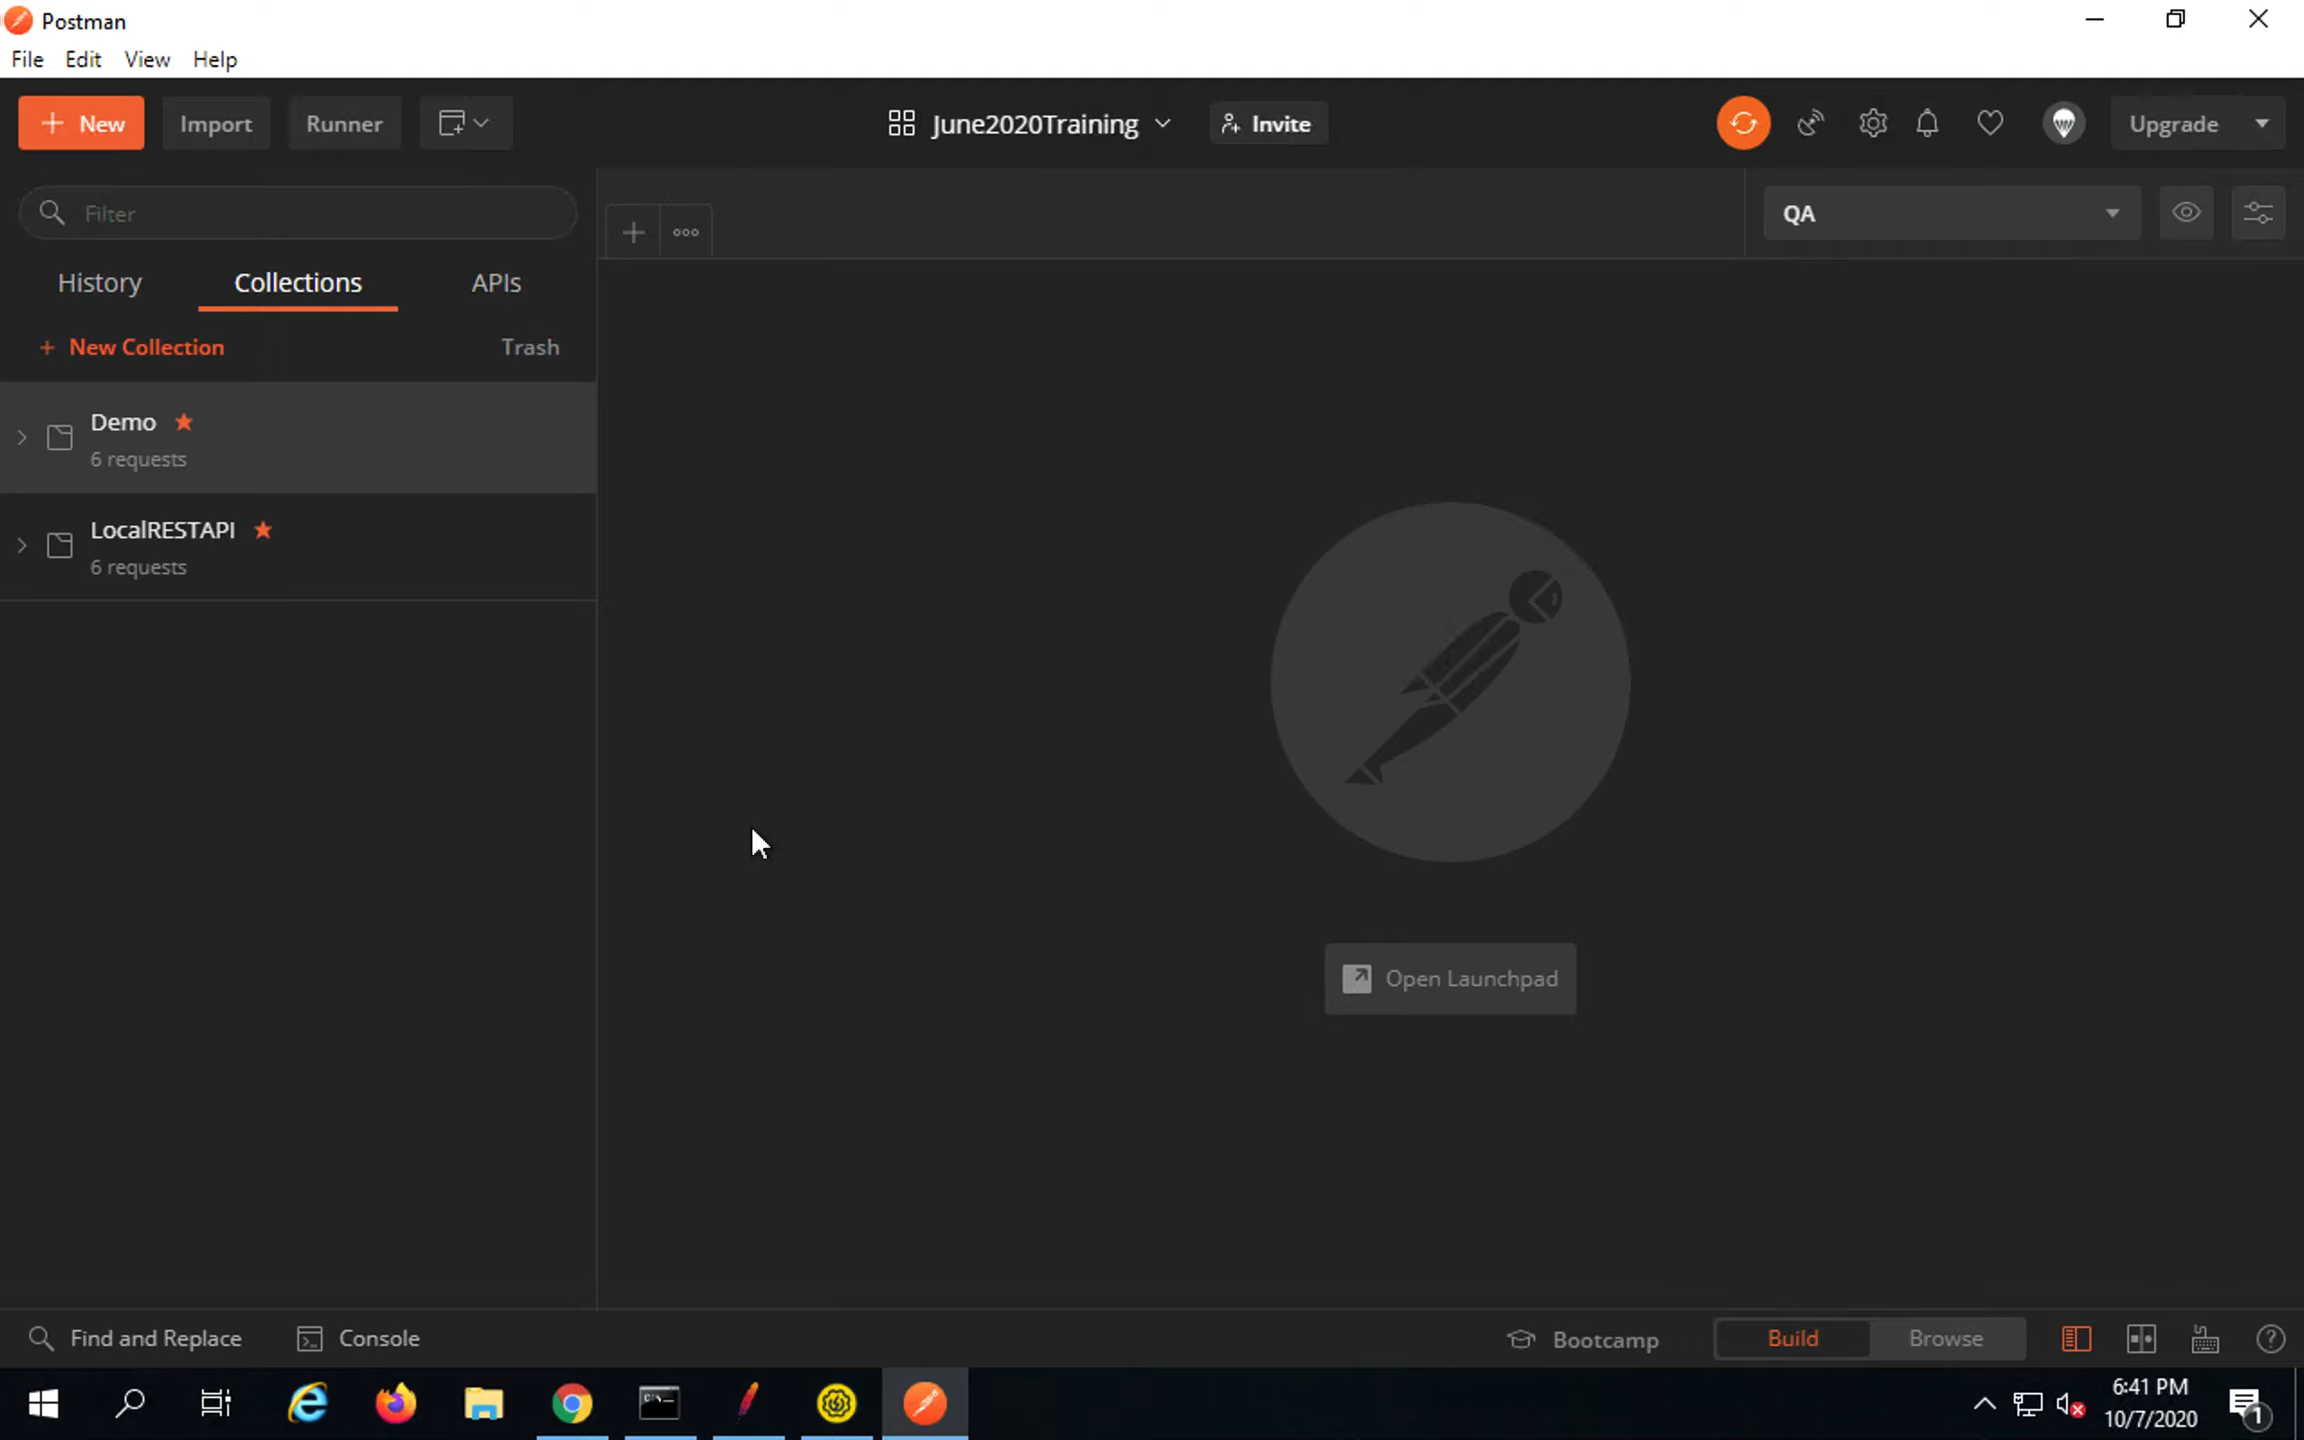 Postman
File Edit View Help
New Import Runner June2020Training Invite Upgrade
Filter
QA
History Collections APIs
+ New Collection Trash
Demo
6 requests
LocalRESTAPI
6 requests
Open Launchpad
Find and Replace Console Bootcamp Build Browse
6:41 PM
10/7/2020
1